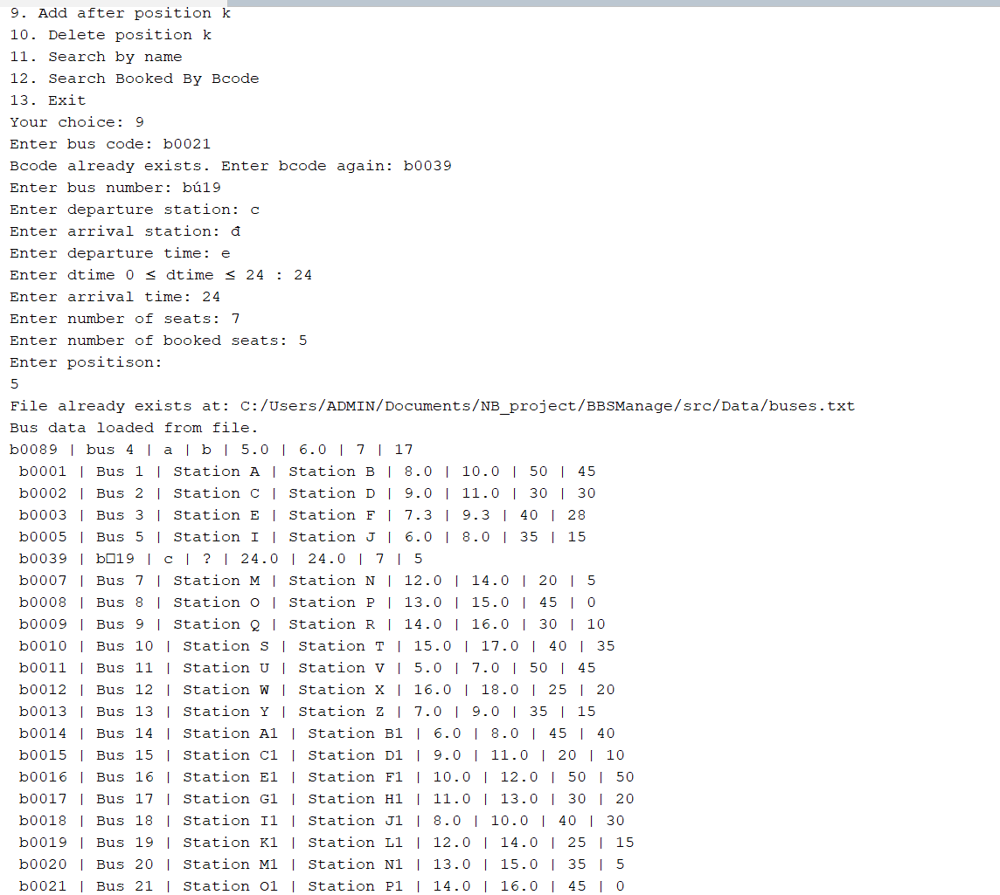 9. Add after position k
10. Delete position k
11. Search by name
12. Search Booked By Bcode
13. Exit
Your choice: 9
Enter bus code: b0021
Bcode already exists. Enter bcode again: b0039
Enter bus number: bú19
Enter departure station: c
Enter arrival station: đ
Enter departure time: e
Enter dtime 0 ≤ dtime ≤ 24 : 24
Enter arrival time: 24
Enter number of seats: 7
Enter number of booked seats: 5
Enter positison:
5
File already exists at: C:/Users/ADMIN/Documents/NB_project/BBSManage/src/Data/buses.txt
Bus data loaded from file.
b0089 | bus 4 | a | b | 5.0 | 6.0 | 7 | 17
b0001 | Bus 1 | Station A | Station B | 8.0 | 10.0 | 50 | 45
b0002 | Bus 2 | Station C | Station D | 9.0 | 11.0 | 30 | 30
b0003 | Bus 3 | Station E | Station F | 7.3 | 9.3 | 40 | 28
b0005 | Bus 5 | Station I | Station J | 6.0 | 8.0 | 35 | 15
b0039 | b□19 | c | ? | 24.0 | 24.0 | 7 | 5
b0007 | Bus 7 | Station M | Station N | 12.0 | 14.0 | 20 | 5
b0008 | Bus 8 | Station O | Station P | 13.0 | 15.0 | 45 | 0
b0009 | Bus 9 | Station Q | Station R | 14.0 | 16.0 | 30 | 10
b0010 | Bus 10 | Station S | Station T | 15.0 | 17.0 | 40 | 35
b0011 | Bus 11 | Station U | Station V | 5.0 | 7.0 | 50 | 45
b0012 | Bus 12 | Station W | Station X | 16.0 | 18.0 | 25 | 20
b0013 | Bus 13 | Station Y | Station Z | 7.0 | 9.0 | 35 | 15
b0014 | Bus 14 | Station A1 | Station B1 | 6.0 | 8.0 | 45 | 40
b0015 | Bus 15 | Station C1 | Station D1 | 9.0 | 11.0 | 20 | 10
b0016 | Bus 16 | Station E1 | Station F1 | 10.0 | 12.0 | 50 | 50
b0017 | Bus 17 | Station G1 | Station H1 | 11.0 | 13.0 | 30 | 20
b0018 | Bus 18 | Station I1 | Station J1 | 8.0 | 10.0 | 40 | 30
b0019 | Bus 19 | Station K1 | Station L1 | 12.0 | 14.0 | 25 | 15
b0020 | Bus 20 | Station M1 | Station N1 | 13.0 | 15.0 | 35 | 5
b0021 | Bus 21 | Station O1 | Station P1 | 14.0 | 16.0 | 45 | 0